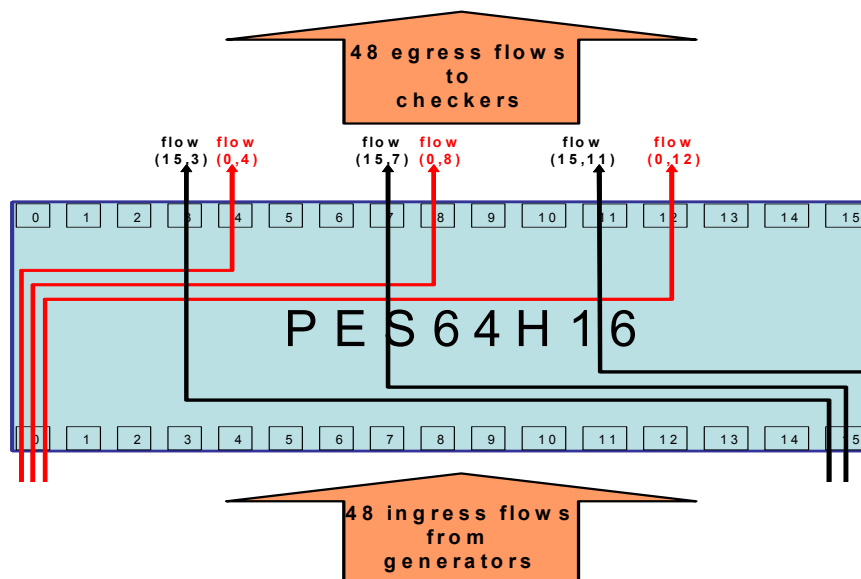 48 egress flows
to
checkers
flow flow flow flow flow flow
(15,3) (0,4) (15,7) (0,8) (15,11) (0,12)
0 1 2 3 4 5 6 7 8 9 10 11 12 13 14 15
PES64H16
0 1 2 3 4 5 6 7 8 9 10 11 12 13 14 15
48 ingress flows
from
generators